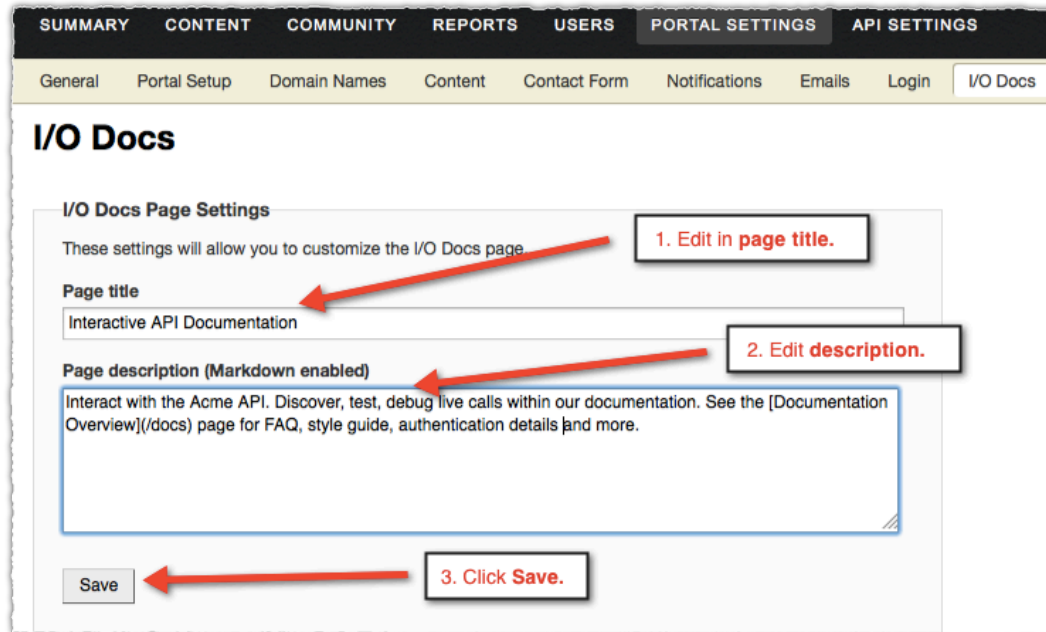 SUMMARY CONTENT COMMUNITY REPORTS USERS PORTAL SETTINGS API SETTINGS
General Portal Setup Domain Names Content Contact Form Notifications Emails Login I/O Docs
I/O Docs
I/O Docs Page Settings
These settings will allow you to customize the I/O Docs page.
1. Edit in page title.
Page title
Interactive API Documentation
2. Edit description.
Page description (Markdown enabled)
Interact with the Acme API. Discover, test, debug live calls within our documentation. See the [Documentation
Overview](/docs) page for FAQ, style guide, authentication details and more.
3. Click Save.
Save